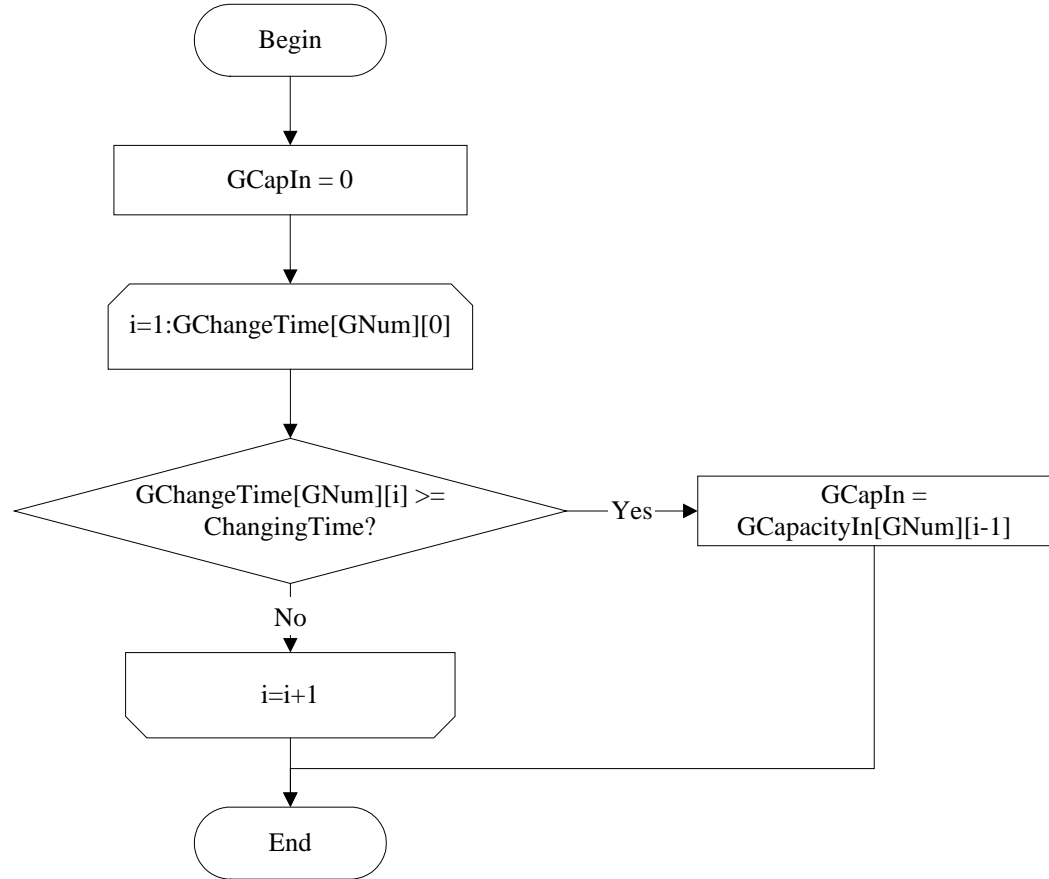 Begin
GCapIn = 0
i=1:GChangeTime[GNum][0]
GChangeTime[GNum][i] >=
ChangingTime?
Yes
GCapIn =
GCapacityIn[GNum][i-1]
No
i=i+1
End